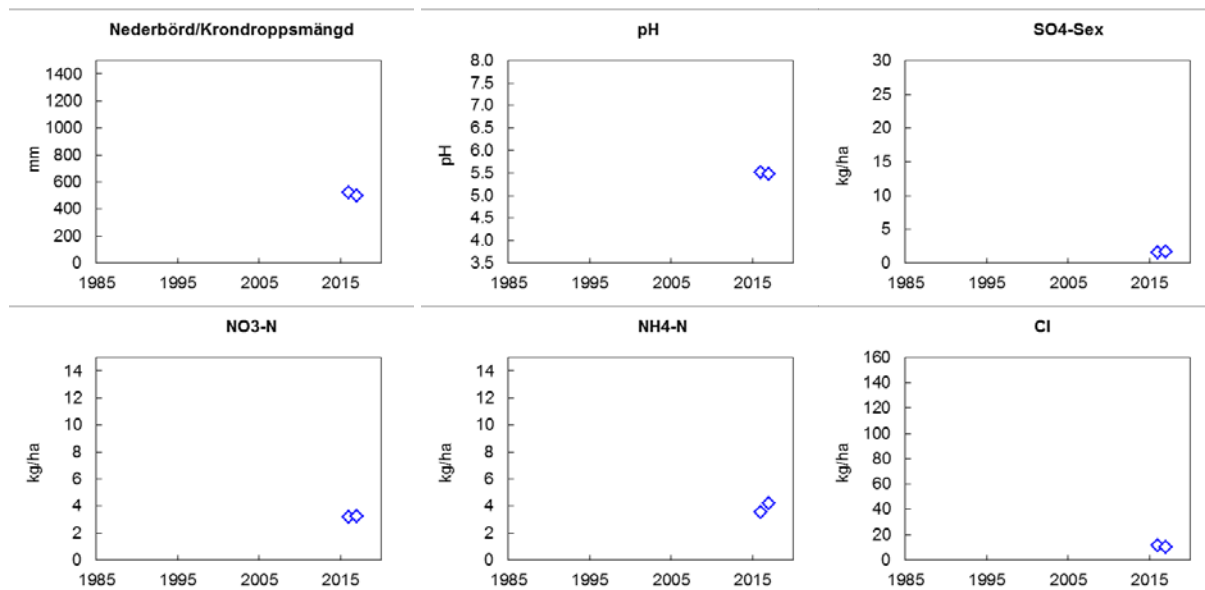 Nederbörd/Krondroppsmängd
mm
1400
1200
1000
800
600
400
200
0
1985 1995 2005 2015
pH
pH
8.0
7.5
7.0
6.5
6.0
5.5
5.0
4.5
4.0
3.5
1985 1995 2005 2015
SO4-Sex
kg/ha
30
25
20
15
10
5
0
1985 1995 2005 2015
NO3-N
kg/ha
14
12
10
8
6
4
2
0
1985 1995 2005 2015
NH4-N
kg/ha
14
12
10
8
6
4
2
0
1985 1995 2005 2015
Cl
kg/ha
160
140
120
100
80
60
40
20
0
1985 1995 2005 2015